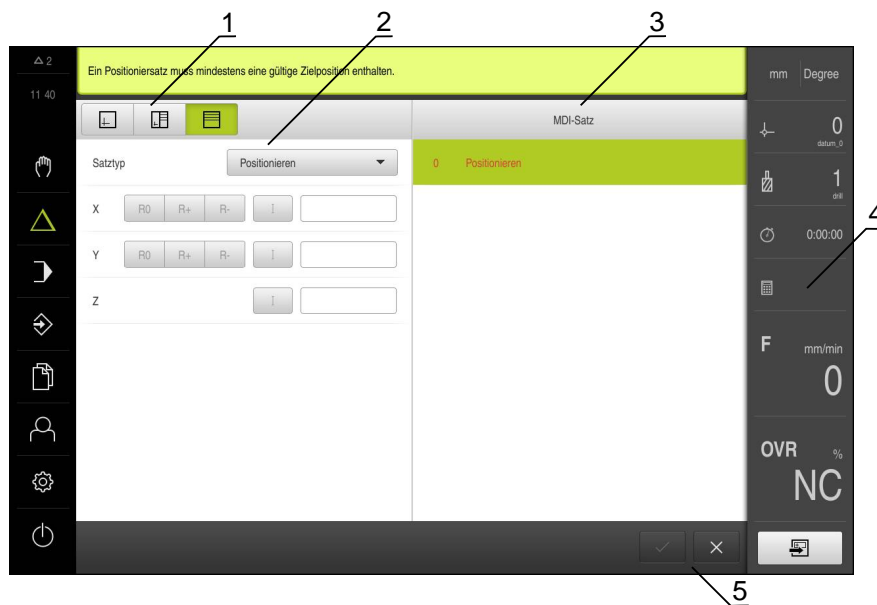 1
2
3
2
11 40
Ein Positioniersatz muss mindestens eine gültige Zielposition enthalten.
mm Degree
MDI-Satz
0
datum_0
Satztyp Positionieren
0 Positionieren
1
drill
X R0 R+ R- I
4
0:00:00
Y R0 R+ R- I
Z I
F mm/min
0
OVR %
NC
5